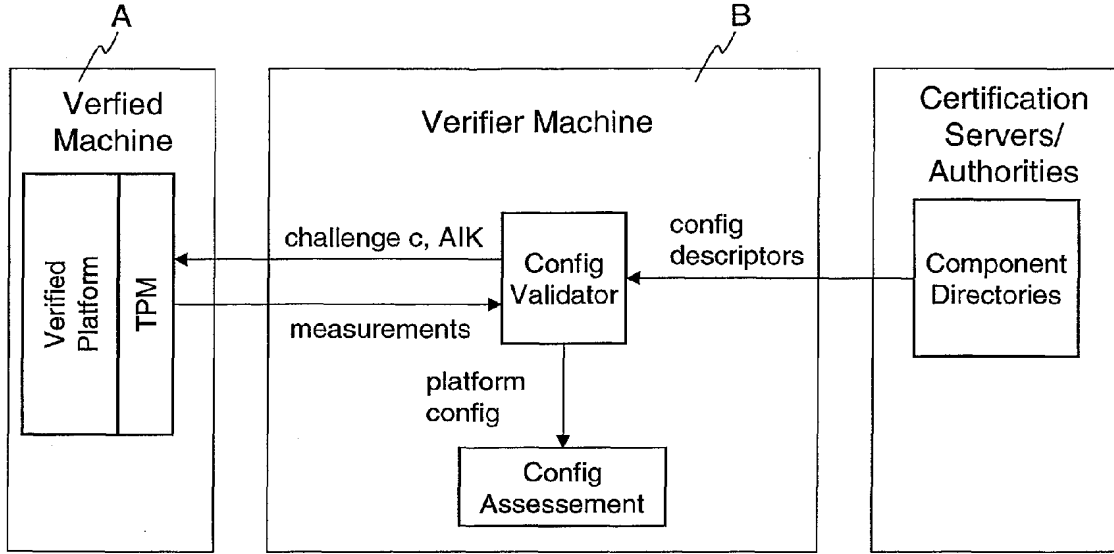 A
B
Verfied
Machine
Verifier Machine
Certification
Servers/
Authorities
Verified
Platform
TPM
challenge c, AIK
measurements
Config
Validator
config
descriptors
Component
Directories
platform
config
Config
Assessement